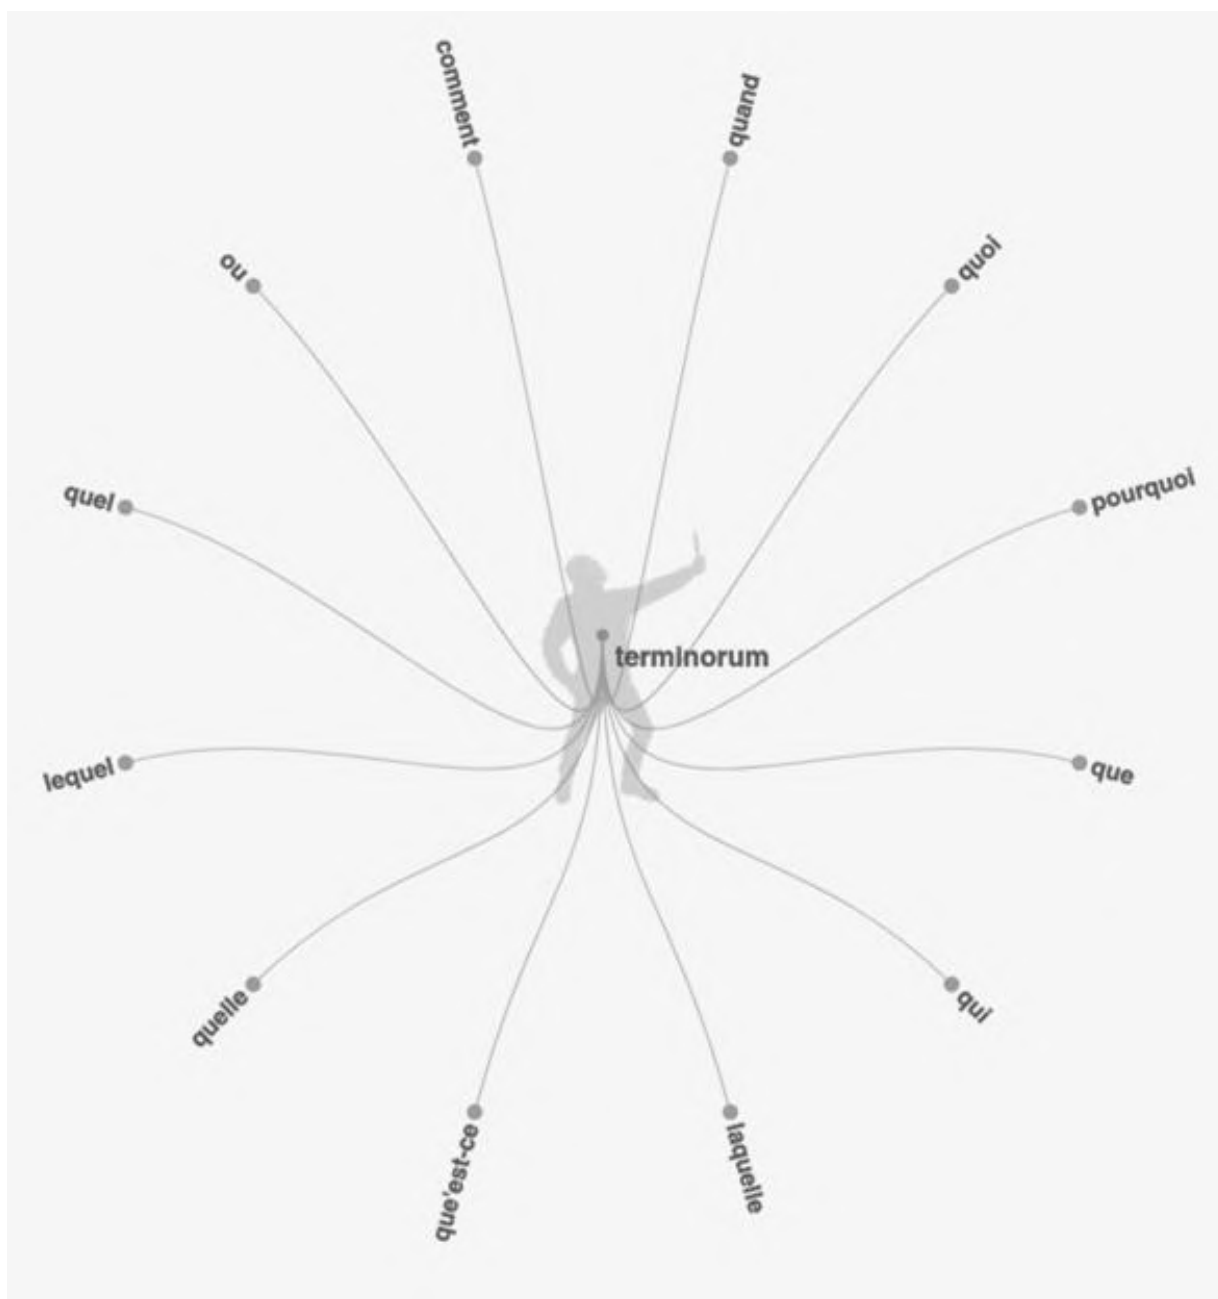 comment
quand
ou
quoi
quel
pourquoi
terminorum
lequel
que
quelle
qui
que'est-ce
laquelle